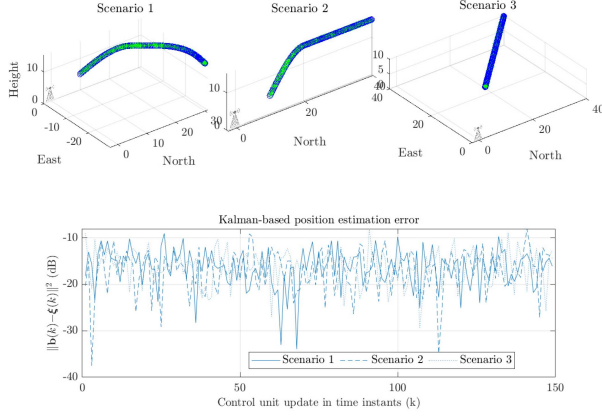 Scenario 1
Scenario 2
Scenario 3
Height
10
0
0
-10
-20
East
0
20
North
10
0
30
0
20
North
10
5
0
40
20
0
East
0
20
40
North
Kalman-based position estimation error
‖b(k)−ξ(k)‖² (dB)
-10
-20
-30
-40
Scenario 1
Scenario 2
Scenario 3
0
50
100
150
Control unit update in time instants (k)